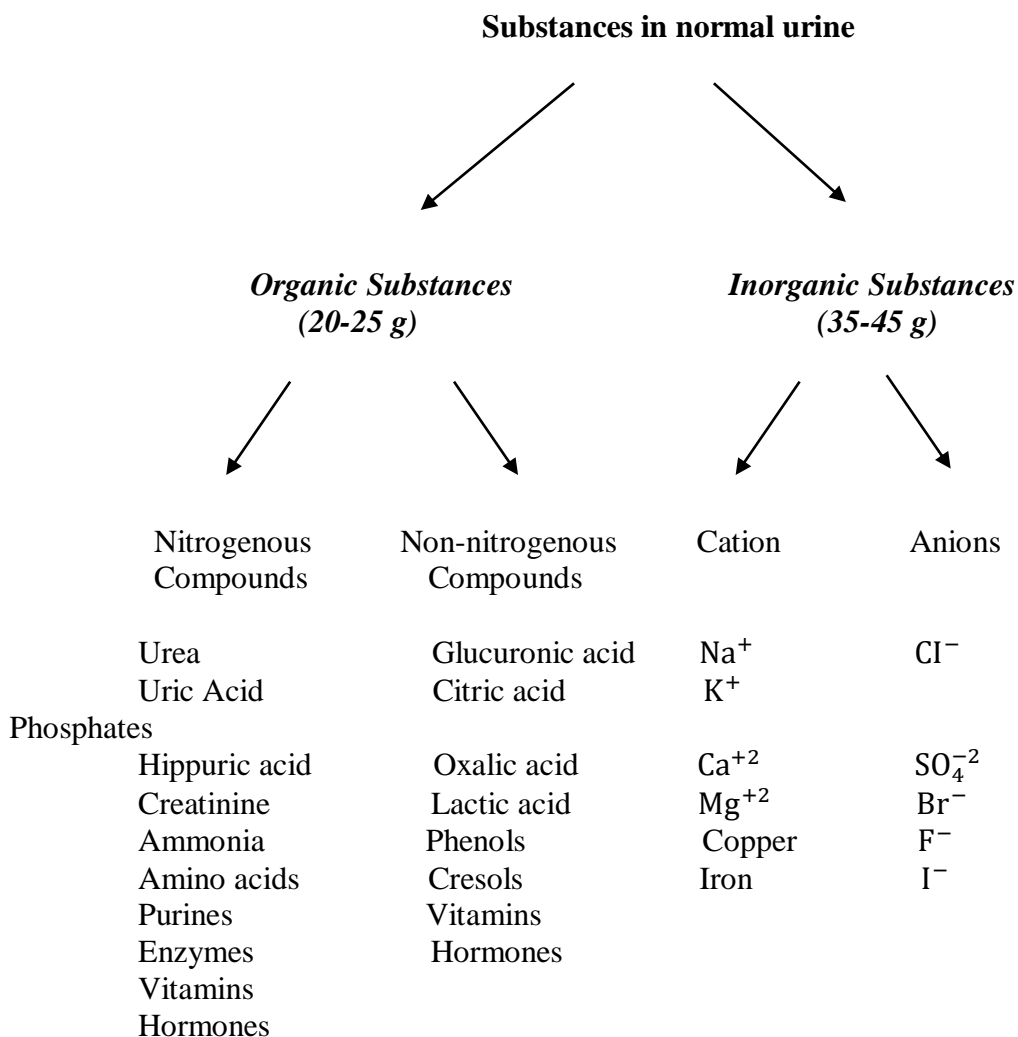 Substances in normal urine
Organic Substances Inorganic Substances
(20-25 g) (35-45 g)
Nitrogenous Non-nitrogenous Cation Anions
Compounds Compounds
Urea Glucuronic acid Na⁺ CI⁻
Uric Acid Citric acid K⁺
Phosphates
Hippuric acid Oxalic acid Ca⁺² SO₄⁻²
Creatinine Lactic acid Mg⁺² Br⁻
Ammonia Phenols Copper F⁻
Amino acids Cresols Iron I⁻
Purines Vitamins
Enzymes Hormones
Vitamins
Hormones